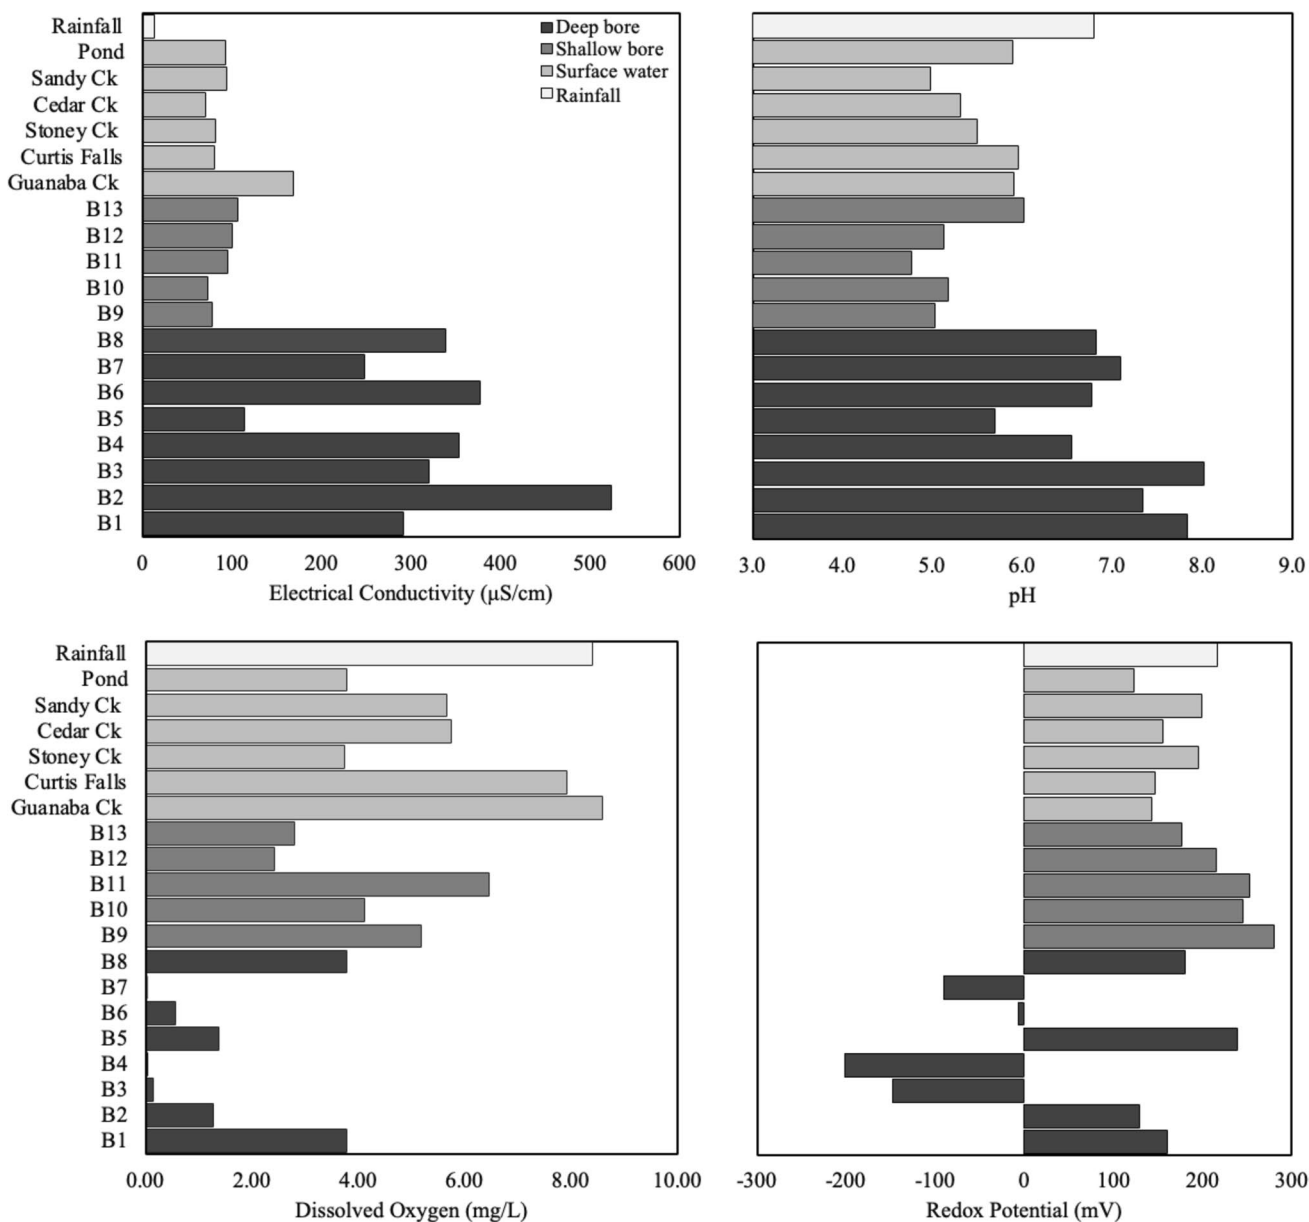 Rainfall
Pond
Sandy Ck
Cedar Ck
Stoney Ck
Curtis Falls
Guanaba Ck
B13
B12
B11
B10
B9
B8
B7
B6
B5
B4
B3
B2
B1
Deep bore
Shallow bore
Surface water
Rainfall
0 100 200 300 400 500 600
Electrical Conductivity (µS/cm)
3.0 4.0 5.0 6.0 7.0 8.0 9.0
pH
Rainfall
Pond
Sandy Ck
Cedar Ck
Stoney Ck
Curtis Falls
Guanaba Ck
B13
B12
B11
B10
B9
B8
B7
B6
B5
B4
B3
B2
B1
0.00 2.00 4.00 6.00 8.00 10.00
Dissolved Oxygen (mg/L)
-300 -200 -100 0 100 200 300
Redox Potential (mV)